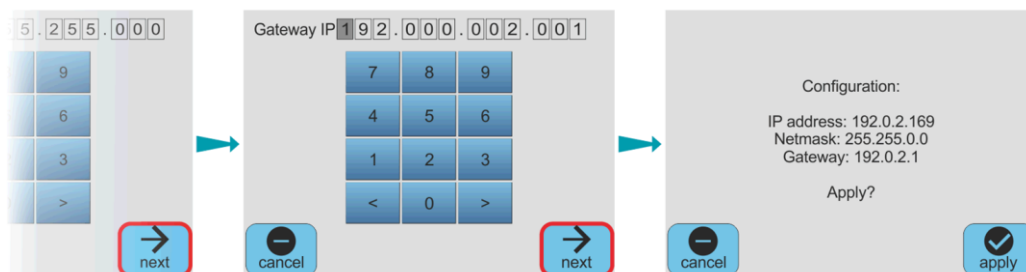 5.255.000
9
6
3
>
next
Gateway IP 192.000.002.001
7 8 9
4 5 6
1 2 3
< 0 >
cancel
next
Configuration:
IP address: 192.0.2.169
Netmask: 255.255.0.0
Gateway: 192.0.2.1
Apply?
cancel
apply